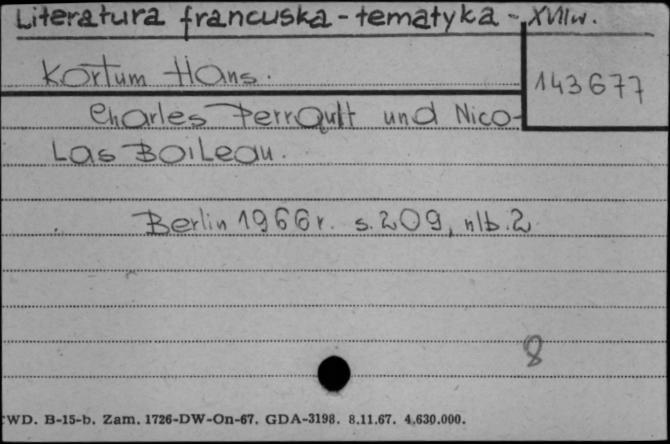 Literatura francuska - tematyka - XVIIw.
Kortum Hans.
143677
Charles Perrault und Nico-
las Boileau.
Berlin 1966r. s. 209, nlb. 2
8
WD. B-15-b. Zam. 1726-DW-On-67. GDA-3198. 8.11.67. 4.630.000.